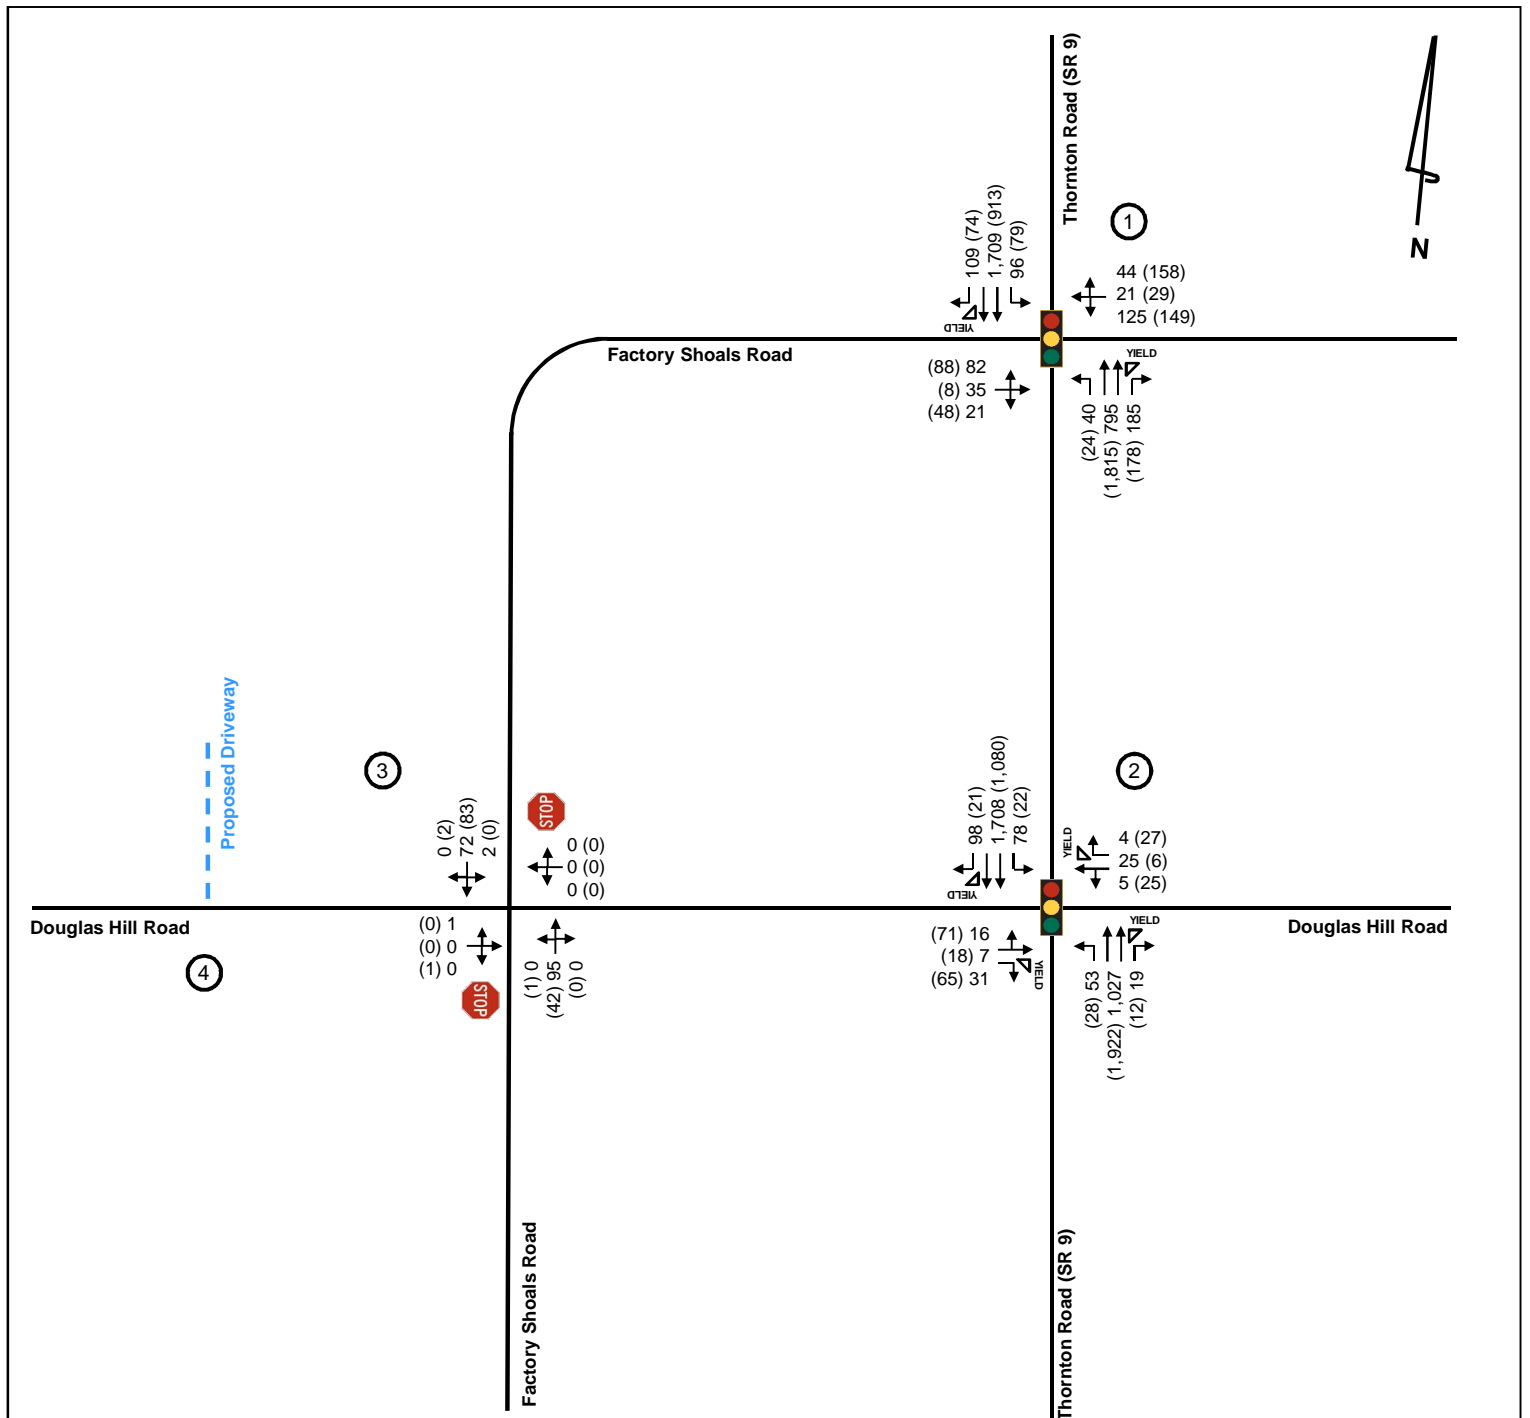 Thornton Road (SR 9)
N
1
109 (74)
1,709 (913)
96 (79)
44 (158)
21 (29)
125 (149)
YIELD
YIELD
Factory Shoals Road
(88) 82
(8) 35
(48) 21
(24) 40
(1,815) 795
(178) 185
Proposed Driveway
3
2
0 (2)
72 (83)
2 (0)
STOP
0 (0)
0 (0)
0 (0)
98 (21)
1,708 (1,080)
78 (22)
YIELD
YIELD
4 (27)
25 (6)
5 (25)
Douglas Hill Road
4
(0) 1
(0) 0
(1) 0
STOP
(1) 0
(42) 95
(0) 0
(71) 16
(18) 7
(65) 31
YIELD
YIELD
(28) 53
(1,922) 1,027
(12) 19
Douglas Hill Road
Factory Shoals Road
Thornton Road (SR 9)